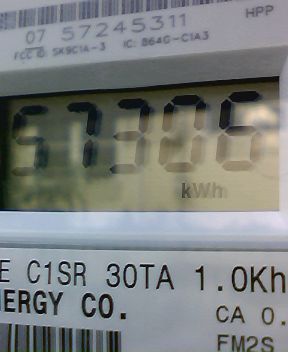 HPP
07 57245311
FCC ID: SK9C1A-3 IC: 864G-C1A3
57306
kWh
E C1SR 30TA 1.0Kh
ERGY CO.
CA 0.
FM2S